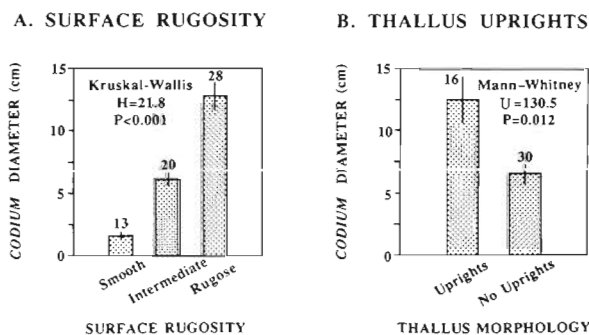 A. SURFACE RUGOSITY
CODIUM DIAMETER (cm)
15
10
5
0
Kruskal-Wallis
H=21.8
P<0.001
13
20
28
Smooth
Intermediate
Rugose
SURFACE RUGOSITY
B. THALLUS UPRIGHTS
CODIUM DIAMETER (cm)
15
10
5
0
Mann-Whitney
U=130.5
P=0.012
16
30
Uprights
No Uprights
THALLUS MORPHOLOGY